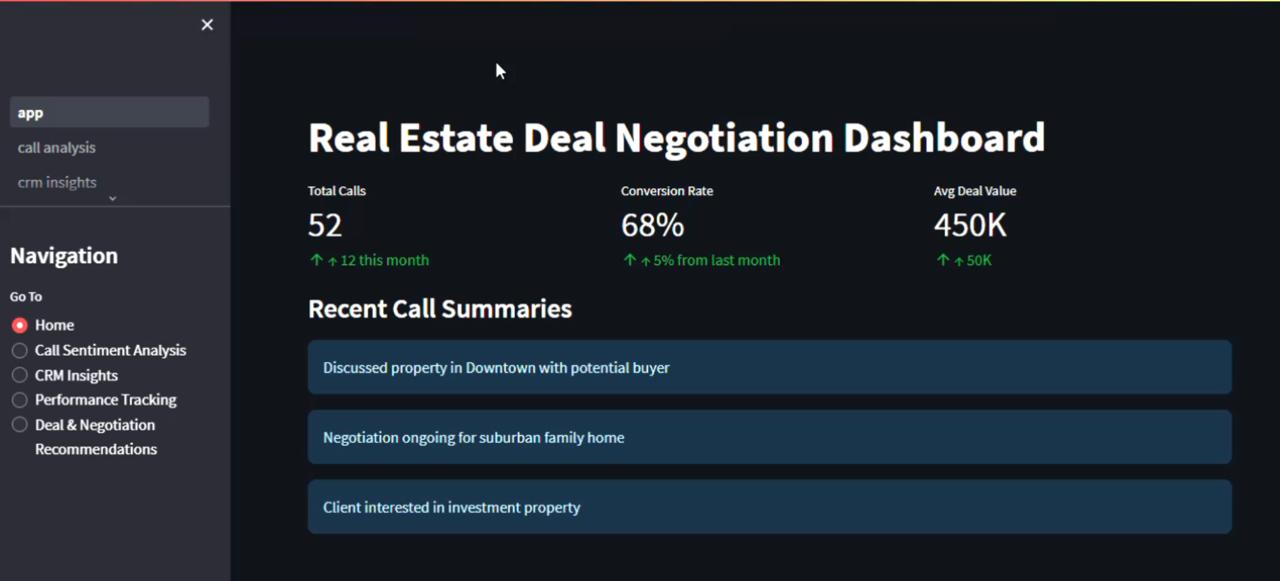 app
call analysis
crm insights
Navigation
Go To
Home
Call Sentiment Analysis
CRM Insights
Performance Tracking
Deal & Negotiation
Recommendations
Real Estate Deal Negotiation Dashboard
Total Calls
52
↑ ↑ 12 this month
Conversion Rate
68%
↑ ↑ 5% from last month
Avg Deal Value
450K
↑ ↑ 50K
Recent Call Summaries
Discussed property in Downtown with potential buyer
Negotiation ongoing for suburban family home
Client interested in investment property